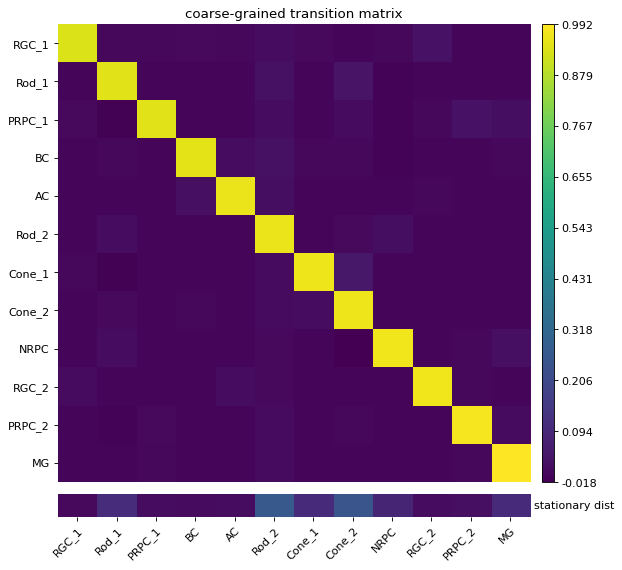 coarse-grained transition matrix
RGC_1
Rod_1
PRPC_1
BC
AC
Rod_2
Cone_1
Cone_2
NRPC
RGC_2
PRPC_2
MG
0.992
0.879
0.767
0.655
0.543
0.431
0.318
0.206
0.094
-0.018
stationary dist
RGC_1
Rod_1
PRPC_1
BC
AC
Rod_2
Cone_1
Cone_2
NRPC
RGC_2
PRPC_2
MG